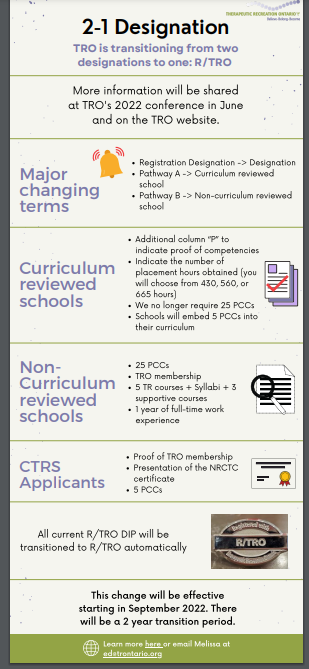 THERAPEUTIC RECREATION ONTARIO
2-1 Designation
TRO is transitioning from two
designations to one: R/TRO
More information will be shared
at TRO's 2022 conference in June
and on the TRO website.
Major
changing
terms
Registration Designation -> Designation
Pathway A -> Curriculum reviewed
school
Pathway B -> Non-curriculum reviewed
school
Curriculum
reviewed
schools
Additional column "P" to
indicate proof of competencies
Indicate the number of
placement hours obtained (you
will choose from 430, 560, or
665 hours)
We no longer require 25 PCCs
Schools will embed 5 PCCs into
their curriculum
Non-
Curriculum
reviewed
schools
25 PCCs
TRO membership
5 TR courses + Syllabi + 3
supportive courses
1 year of full-time work
experience
CTRS
Applicants
Proof of TRO membership
Presentation of the NRCTC
certificate
5 PCCs
All current R/TRO DIP will be
transitioned to R/TRO automatically
R/TRO
This change will be effective
starting in September 2022. There
will be a 2 year transition period.
Learn more here or email Melissa at
ed@trontario.org